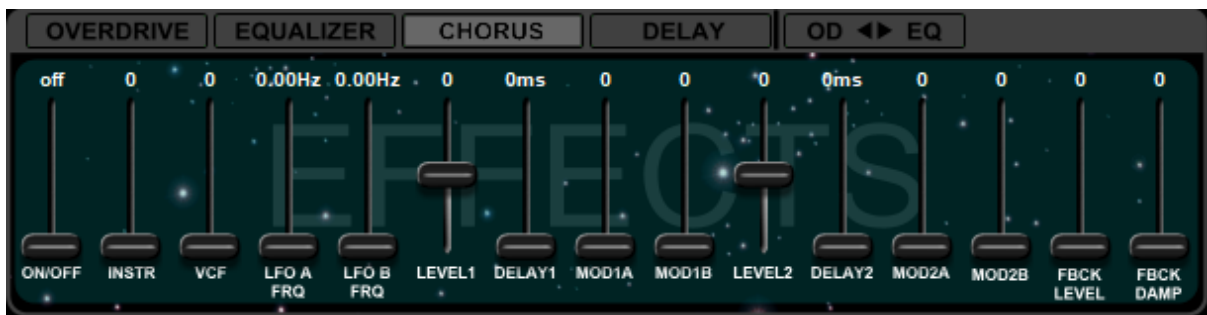 OVERDRIVE EQUALIZER CHORUS DELAY OD ◀▶ EQ
off 0 0 0.00Hz 0.00Hz 0 0ms 0 0 0 0ms 0 0 0 0
EFFECTS
ON/OFF INSTR VCF LFO A FRQ LFO B FRQ LEVEL1 DELAY1 MOD1A MOD1B LEVEL2 DELAY2 MOD2A MOD2B FBCK LEVEL FBCK DAMP